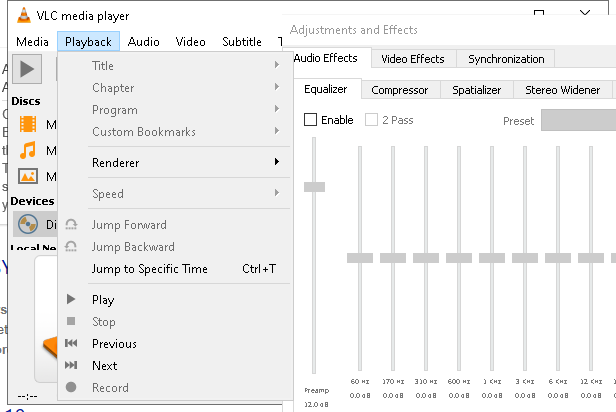 VLC media player
Media Playback Audio Video Subtitle T
Title
Chapter
Program
Custom Bookmarks
Renderer
Speed
Jump Forward
Jump Backward
Jump to Specific Time Ctrl+T
Play
Stop
Previous
Next
Record
Discs
M
M
M
Devices
Di
Local Ne
--:--
Adjustments and Effects
Audio Effects Video Effects Synchronization
Equalizer Compressor Spatializer Stereo Widener
Enable 2 Pass Preset
Preamp
12.0 dB
60 Hz 170 Hz 310 Hz 600 Hz 1 KHz 3 KHz 6 KHz 12 KHz
0.0 dB 0.0 dB 0.0 dB 0.0 dB 0.0 dB 0.0 dB 0.0 dB 0.0 dB